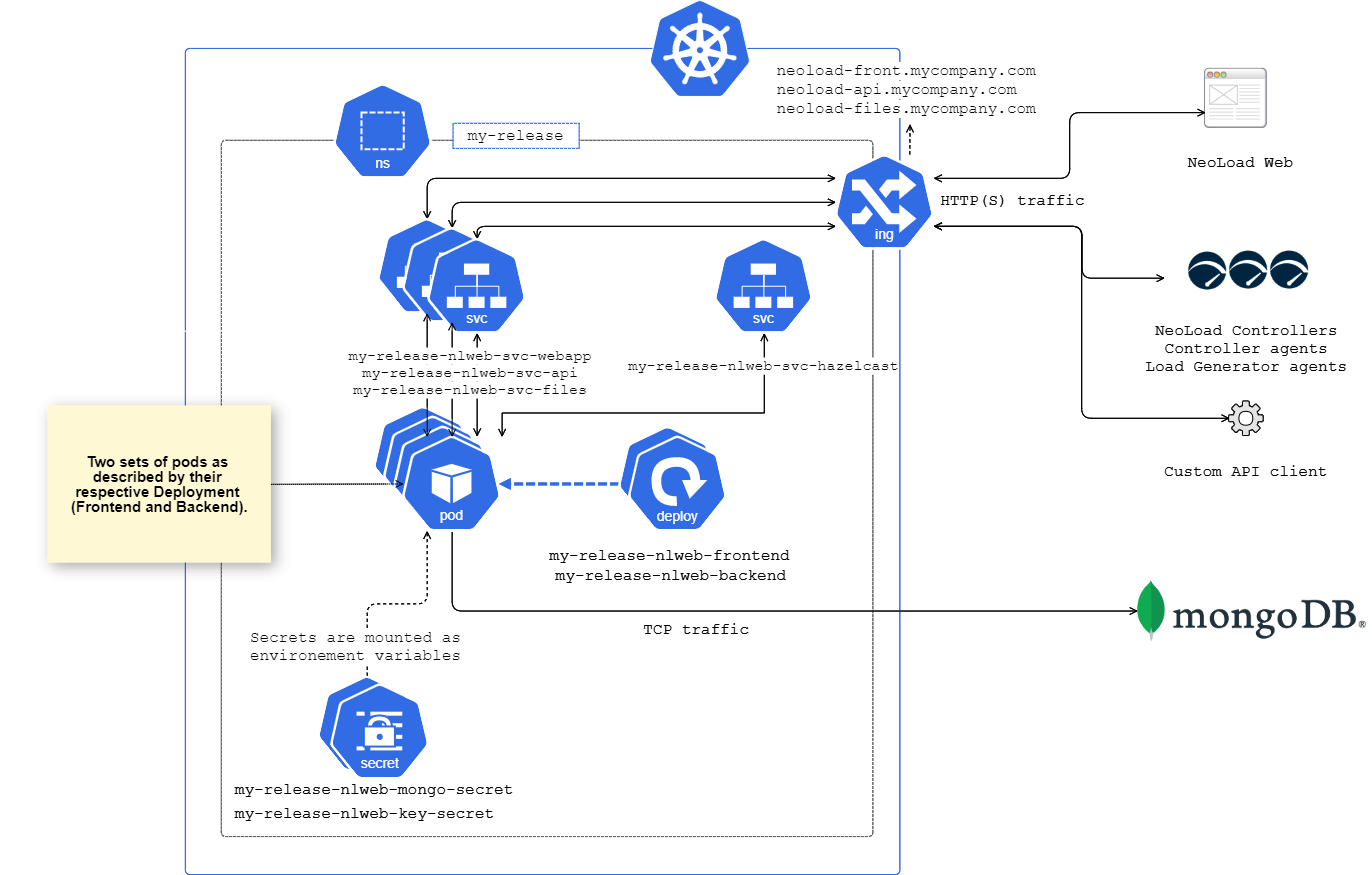 neoload-front.mycompany.com
neoload-api.mycompany.com
neoload-files.mycompany.com
my-release
ns
NeoLoad Web
HTTP(S) traffic
ing
svc
svc
NeoLoad Controllers
Controller agents
Load Generator agents
my-release-nlweb-svc-webapp
my-release-nlweb-svc-api
my-release-nlweb-svc-files
my-release-nlweb-svc-hazelcast
Two sets of pods as
described by their
respective Deployment
(Frontend and Backend).
pod
deploy
Custom API client
my-release-nlweb-frontend
my-release-nlweb-backend
mongoDB®
TCP traffic
Secrets are mounted as
environement variables
secret
my-release-nlweb-mongo-secret
my-release-nlweb-key-secret